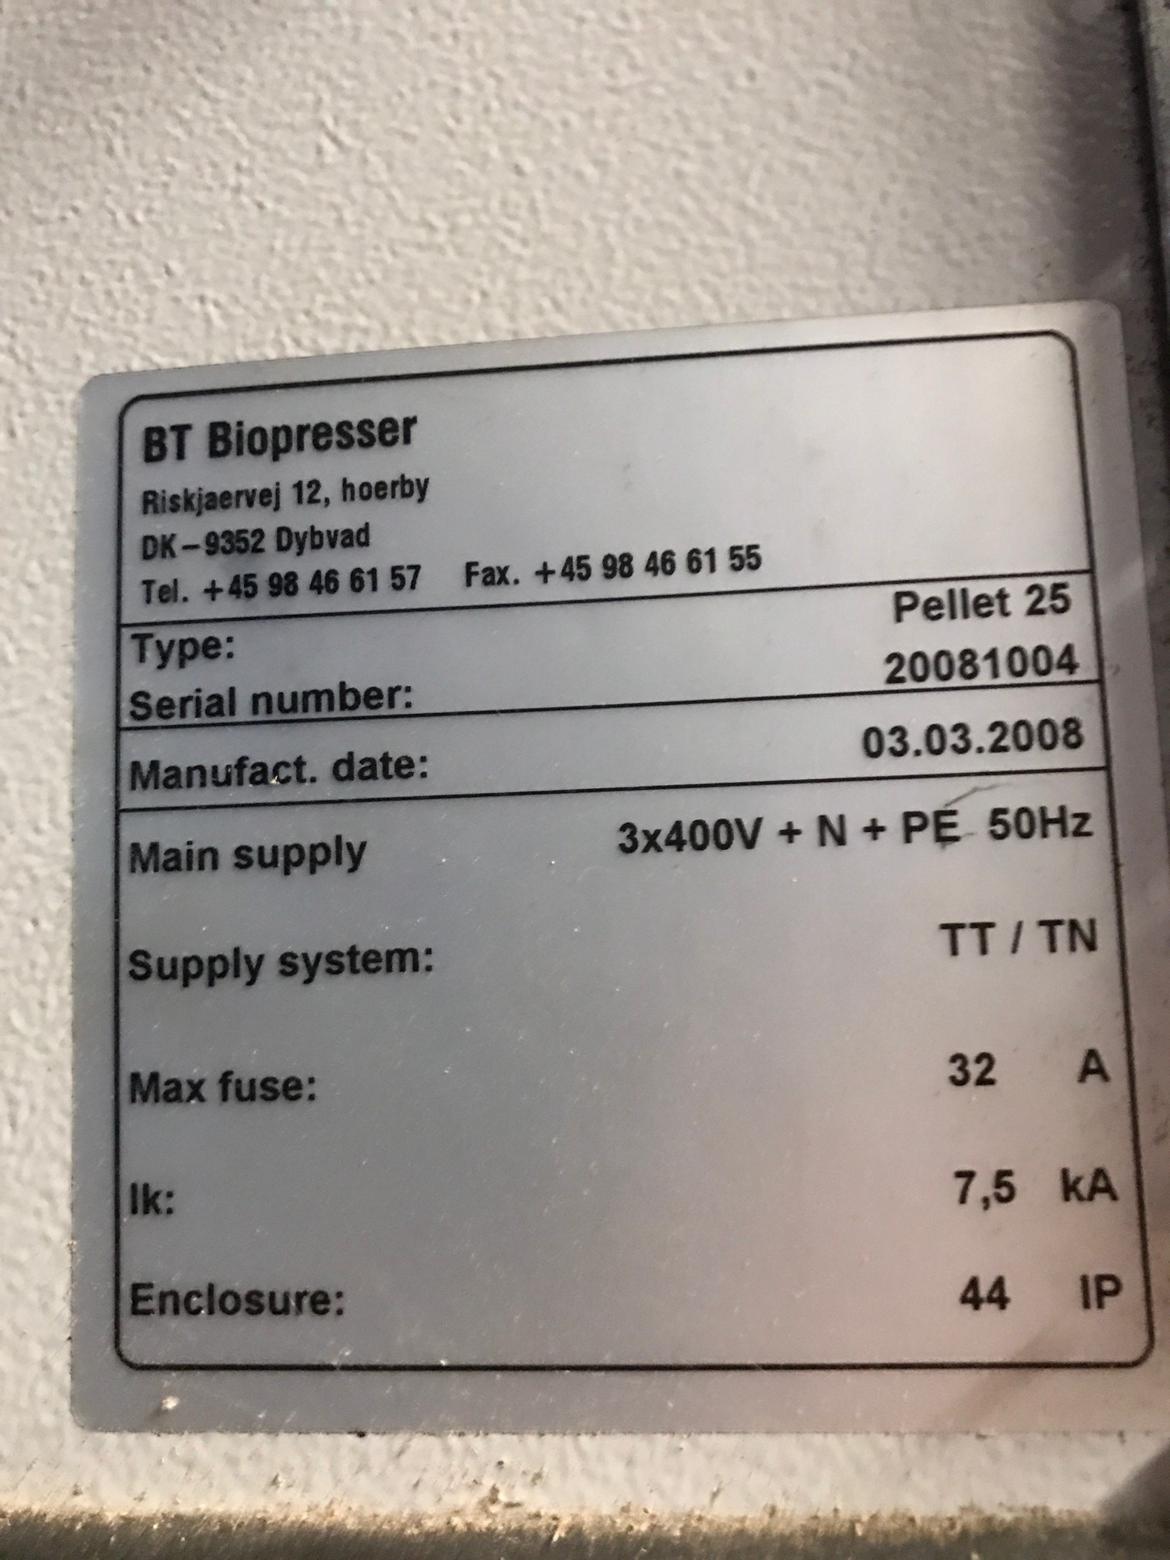 BT Biopresser
Riskjaervej 12, hoerby
DK-9352 Dybvad
Tel. +45 98 46 61 57 Fax. +45 98 46 61 55
Type: Pellet 25
Serial number: 20081004
Manufact. date: 03.03.2008
Main supply 3x400V + N + PE 50Hz
Supply system: TT / TN
Max fuse: 32 A
Ik: 7,5 kA
Enclosure: 44 IP